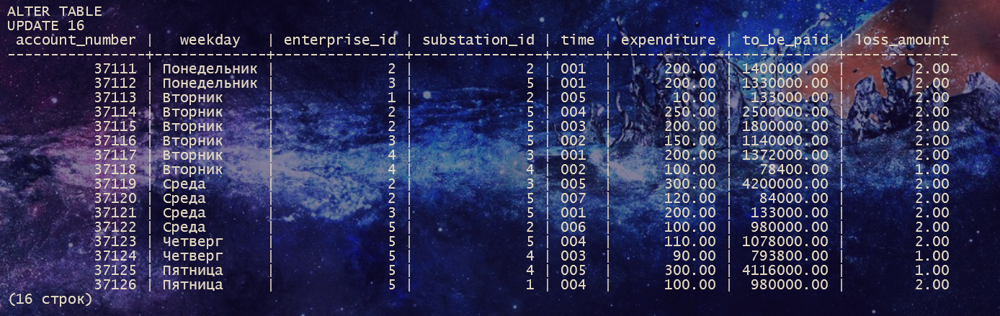 ALTER TABLE
UPDATE 16
 account_number |   weekday   | enterprise_id | substation_id | time | expenditure | to_be_paid | loss_amount
----------------+-------------+---------------+---------------+------+-------------+------------+-------------
          37111 | Понедельник |             2 |             2 | 001  |      200.00 | 1400000.00 |        2.00
          37112 | Понедельник |             3 |             5 | 001  |      200.00 | 1330000.00 |        2.00
          37113 | Вторник     |             1 |             2 | 005  |       10.00 |  133000.00 |        2.00
          37114 | Вторник     |             2 |             5 | 004  |      250.00 | 2500000.00 |        2.00
          37115 | Вторник     |             2 |             5 | 003  |      200.00 | 1800000.00 |        2.00
          37116 | Вторник     |             3 |             5 | 002  |      150.00 | 1140000.00 |        2.00
          37117 | Вторник     |             4 |             3 | 001  |      200.00 | 1372000.00 |        2.00
          37118 | Вторник     |             4 |             4 | 002  |      100.00 |   78400.00 |        1.00
          37119 | Среда       |             2 |             3 | 005  |      300.00 | 4200000.00 |        2.00
          37120 | Среда       |             2 |             5 | 007  |      120.00 |   84000.00 |        2.00
          37121 | Среда       |             3 |             5 | 001  |      200.00 |  133000.00 |        2.00
          37122 | Среда       |             5 |             2 | 006  |      100.00 |  980000.00 |        2.00
          37123 | Четверг     |             5 |             5 | 004  |      110.00 | 1078000.00 |        2.00
          37124 | Четверг     |             5 |             4 | 003  |       90.00 |  793800.00 |        1.00
          37125 | Пятница     |             5 |             4 | 005  |      300.00 | 4116000.00 |        1.00
          37126 | Пятница     |             5 |             1 | 004  |      100.00 |  980000.00 |        2.00
(16 строк)